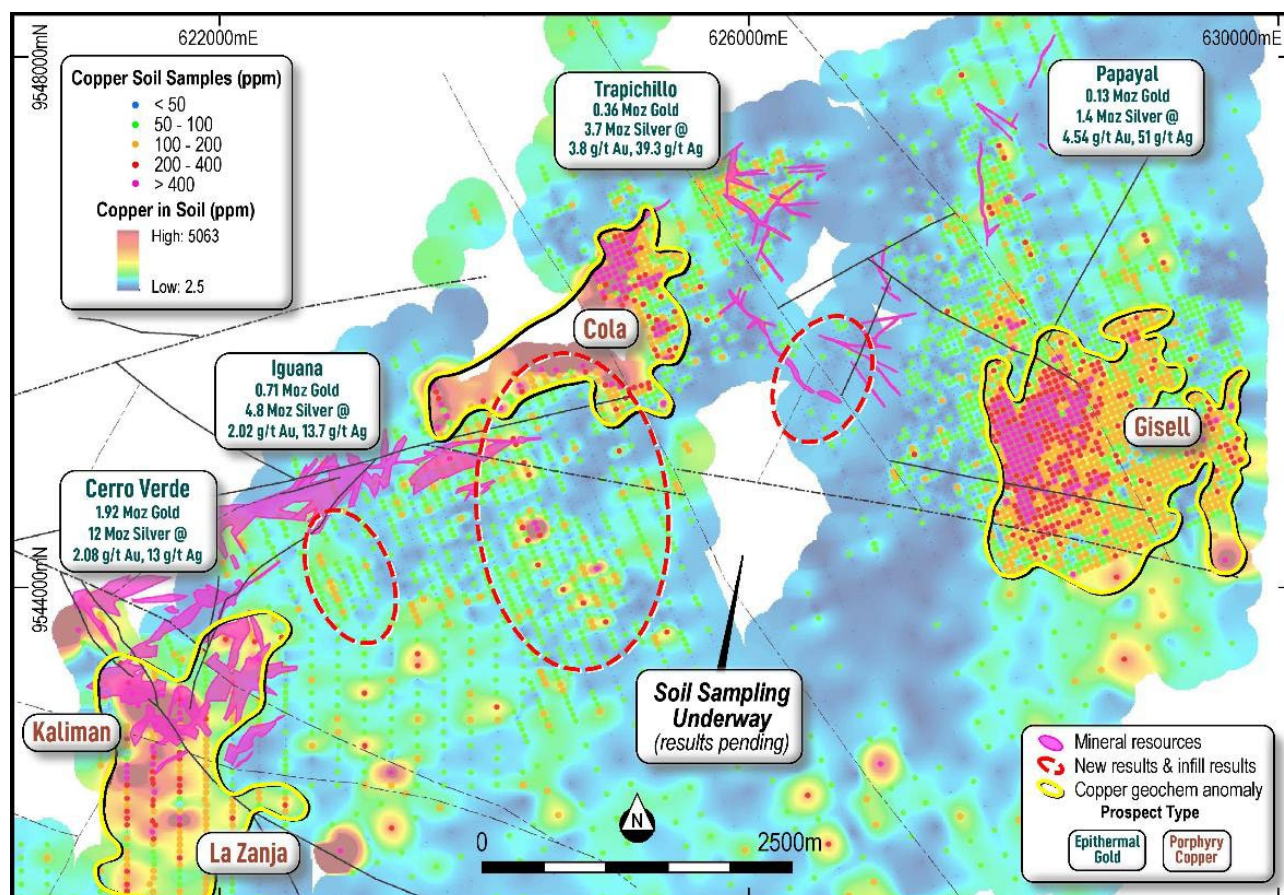 622000mE
626000mE
630000mE
9548000mN
9544000mN
Copper Soil Samples (ppm)
< 50
50 - 100
100 - 200
200 - 400
> 400
Copper in Soil (ppm)
High: 5063
Low: 2.5
Trapichillo
0.36 Moz Gold
3.7 Moz Silver @
3.8 g/t Au, 39.3 g/t Ag
Papayal
0.13 Moz Gold
1.4 Moz Silver @
4.54 g/t Au, 51 g/t Ag
Cola
Iguana
0.71 Moz Gold
4.8 Moz Silver @
2.02 g/t Au, 13.7 g/t Ag
Gisell
Cerro Verde
1.92 Moz Gold
12 Moz Silver @
2.08 g/t Au, 13 g/t Ag
Soil Sampling
Underway
(results pending)
Kaliman
La Zanja
N
0
2500m
Mineral resources
New results & infill results
Copper geochem anomaly
Prospect Type
Epithermal
Gold
Porphyry
Copper